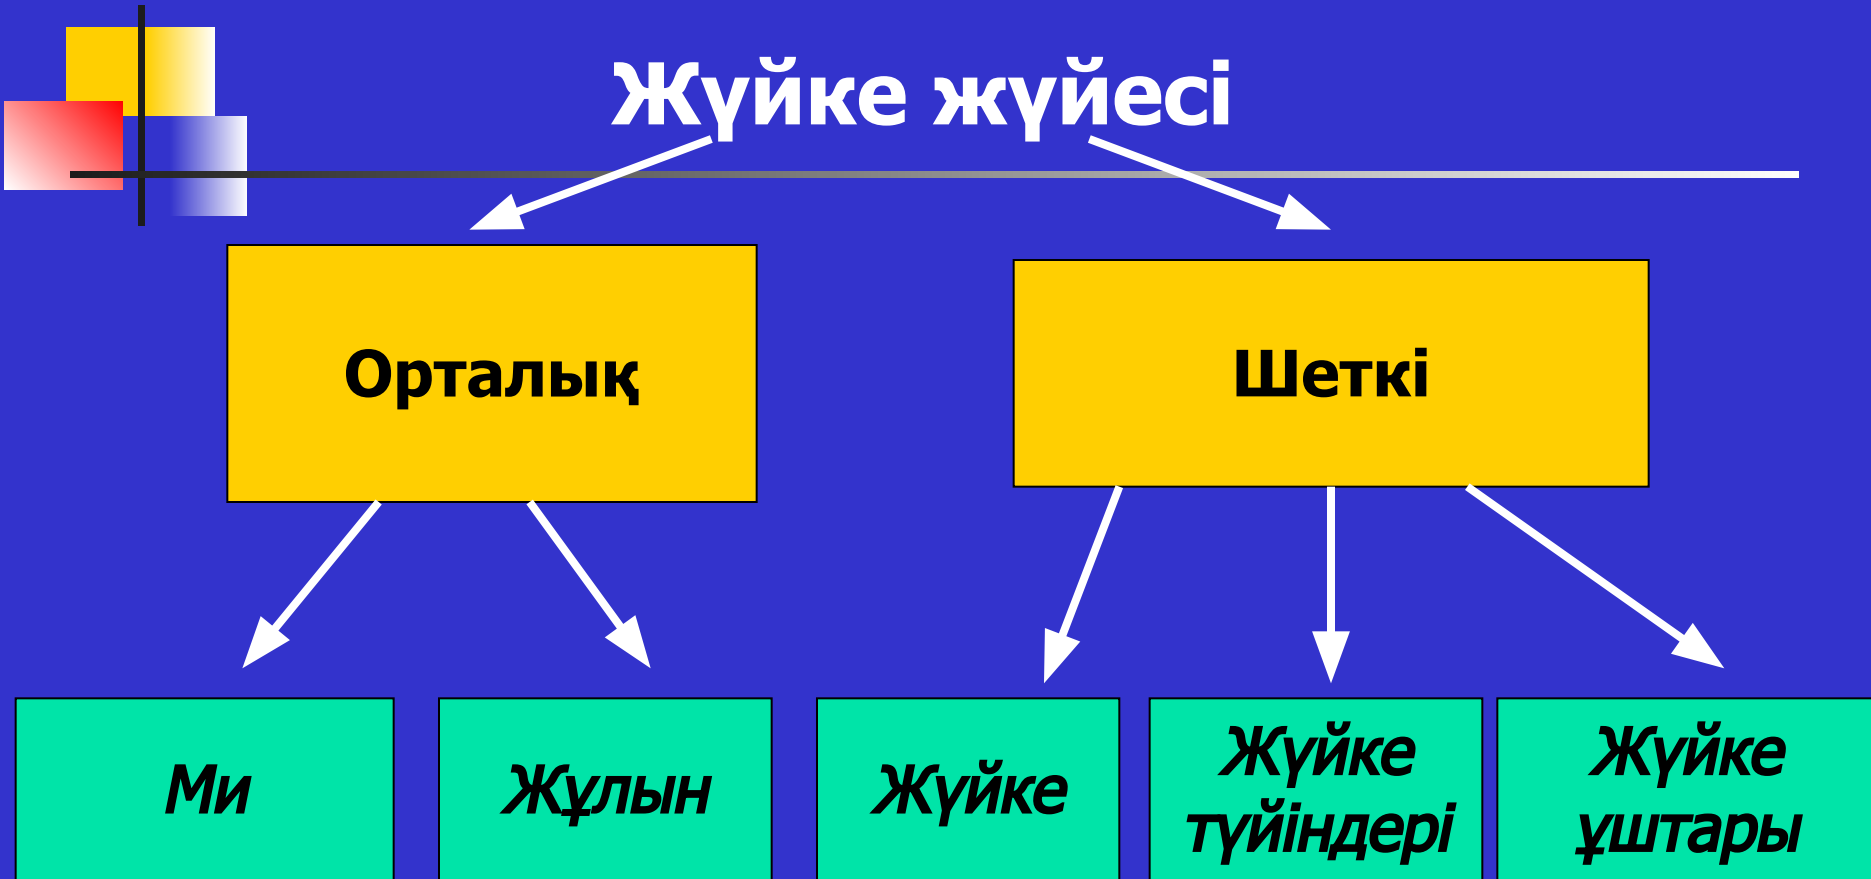 Жүйке жүйесі
Орталық
Шеткі
Ми
Жұлын
Жүйке
Жүйке
түйіндері
Жүйке
ұштары